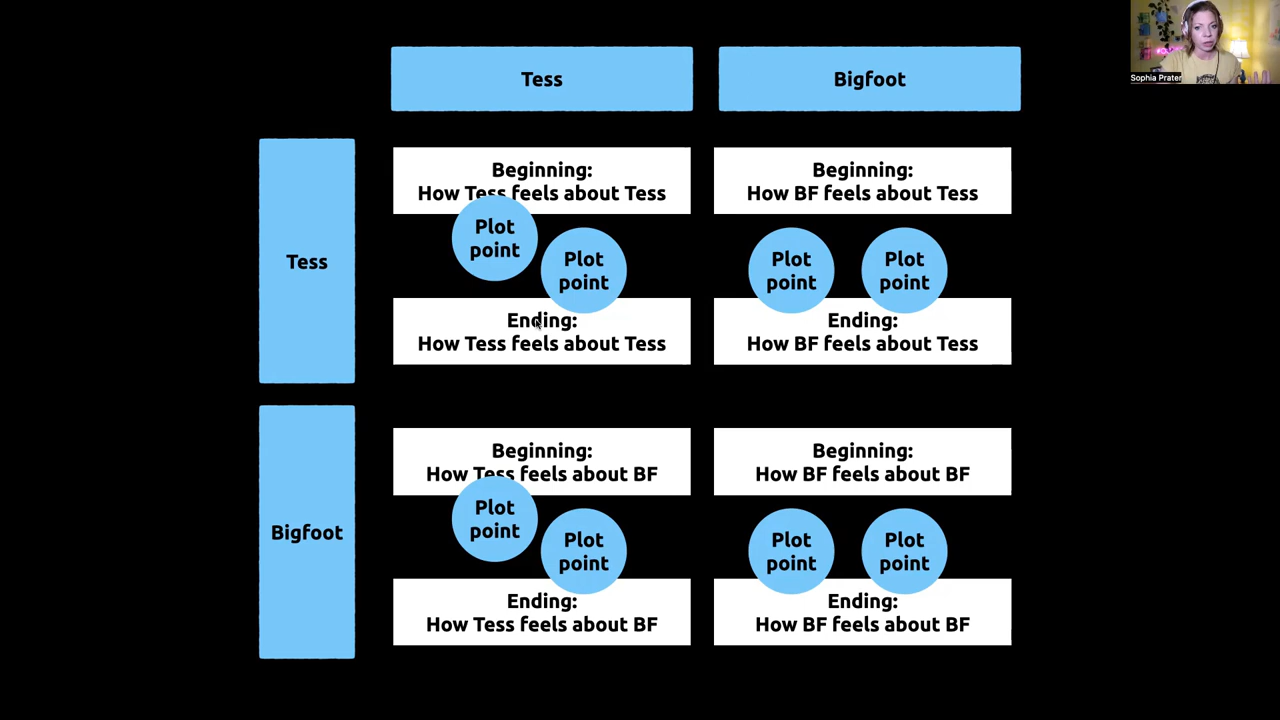 Sophia Prater
Tess
Bigfoot
Tess
Beginning:
How Tess feels about Tess
Plot
point
Plot
point
Ending:
How Tess feels about Tess
Beginning:
How BF feels about Tess
Plot
point
Plot
point
Ending:
How BF feels about Tess
Bigfoot
Beginning:
How Tess feels about BF
Plot
point
Plot
point
Ending:
How Tess feels about BF
Beginning:
How BF feels about BF
Plot
point
Plot
point
Ending:
How BF feels about BF